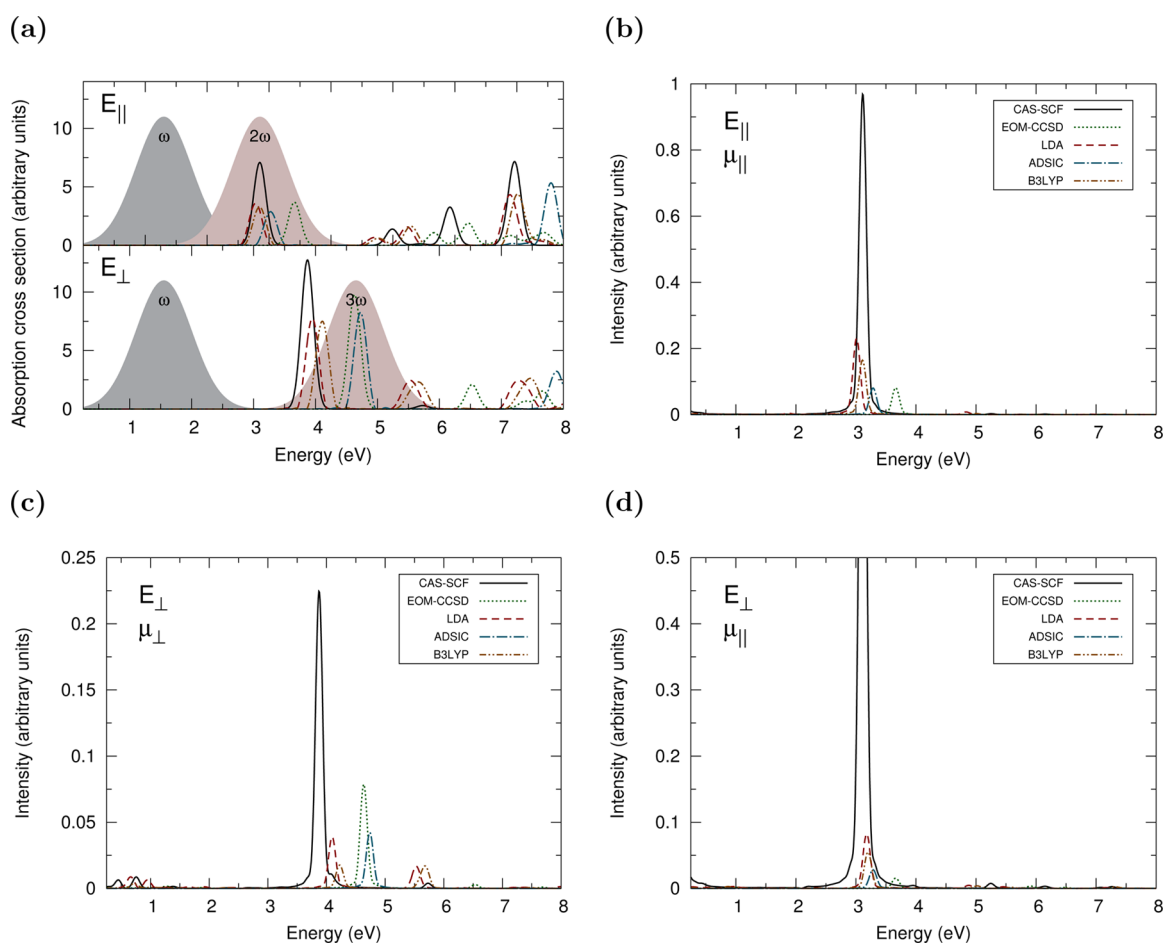 (a)
E||
ω
2ω
Absorption cross section (arbitrary units)
10
5
0
E⊥
ω
3ω
10
5
0
1 2 3 4 5 6 7 8
Energy (eV)
(b)
E||
μ||
CAS-SCF
EOM-CCSD
LDA
ADSIC
B3LYP
Intensity (arbitrary units)
1
0.8
0.6
0.4
0.2
0
1 2 3 4 5 6 7 8
Energy (eV)
(c)
E⊥
μ⊥
CAS-SCF
EOM-CCSD
LDA
ADSIC
B3LYP
Intensity (arbitrary units)
0.25
0.2
0.15
0.1
0.05
0
1 2 3 4 5 6 7 8
Energy (eV)
(d)
E⊥
μ||
CAS-SCF
EOM-CCSD
LDA
ADSIC
B3LYP
Intensity (arbitrary units)
0.5
0.4
0.3
0.2
0.1
0
1 2 3 4 5 6 7 8
Energy (eV)